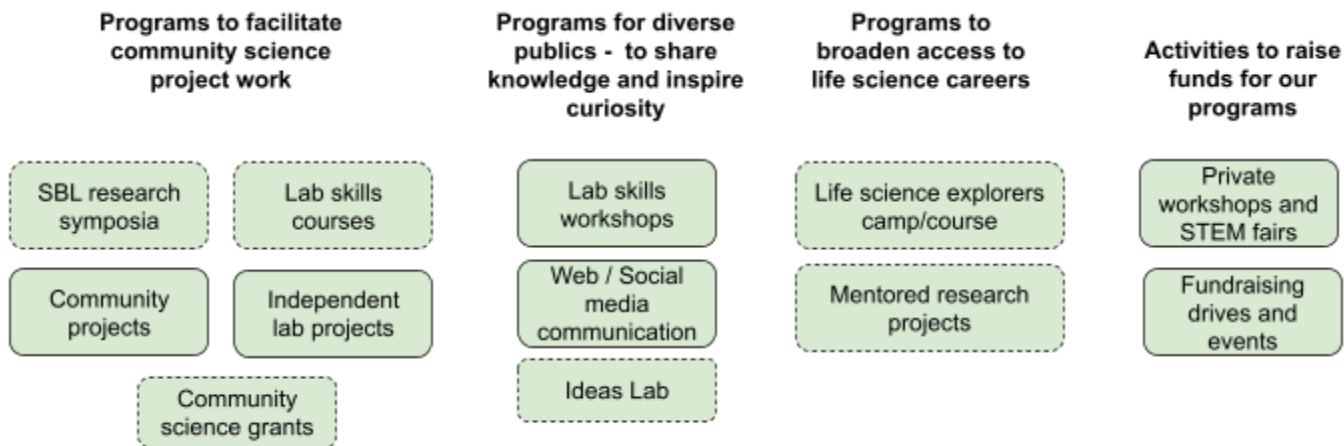 Programs to facilitate
community science
project work
Programs for diverse
publics - to share
knowledge and inspire
curiosity
Programs to
broaden access to
life science careers
Activities to raise
funds for our
programs
SBL research
symposia
Lab skills
courses
Community
projects
Independent
lab projects
Community
science grants
Lab skills
workshops
Web / Social
media
communication
Ideas Lab
Life science explorers
camp/course
Mentored research
projects
Private
workshops and
STEM fairs
Fundraising
drives and
events